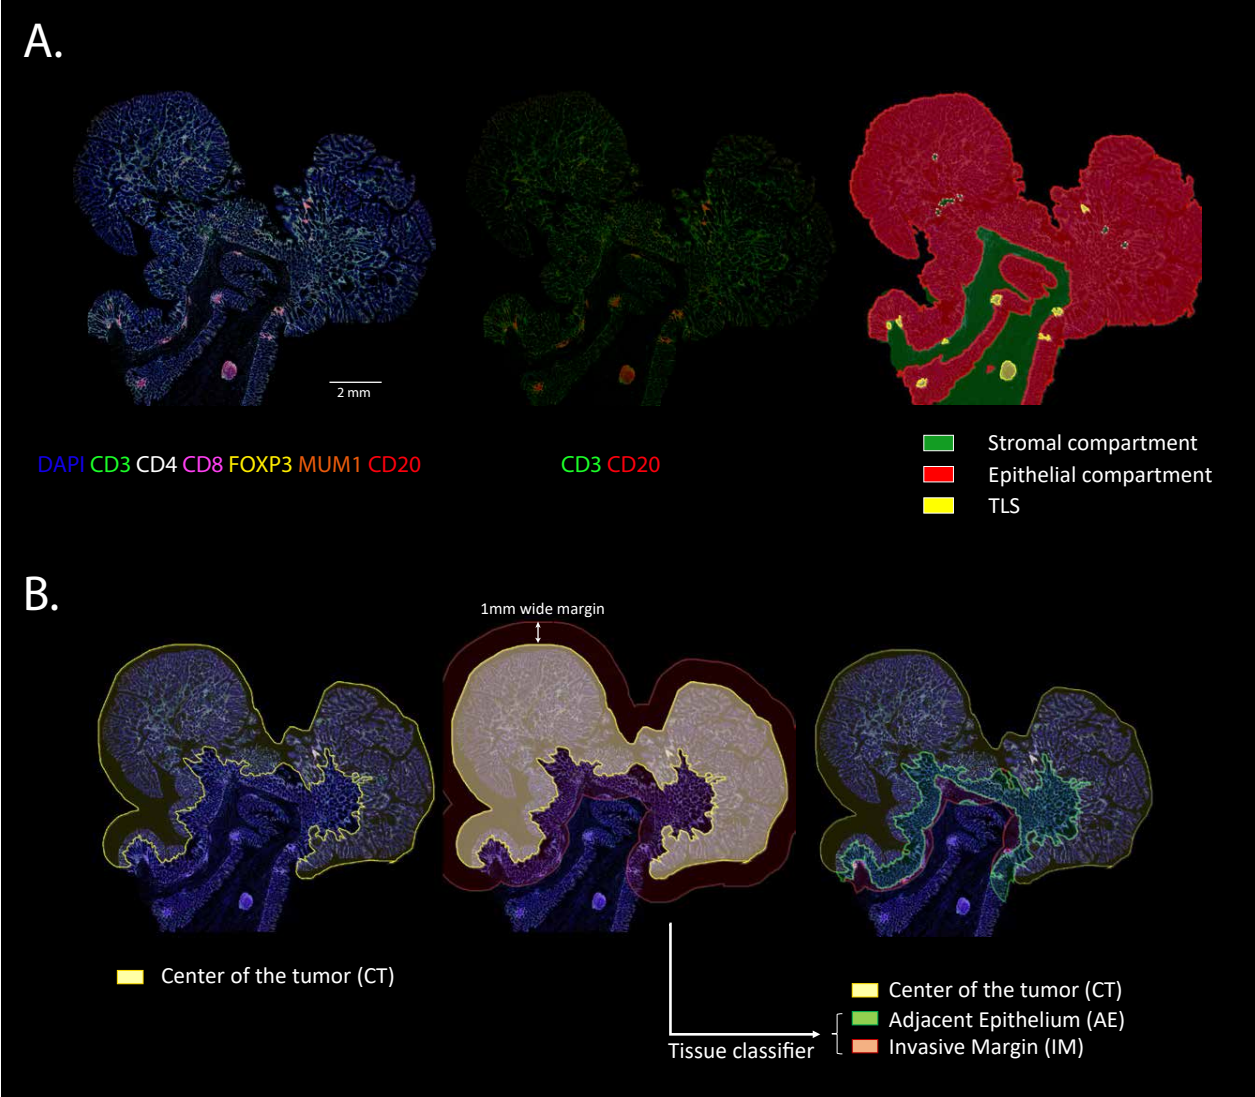 A.
2 mm
DAPI CD3 CD4 CD8 FOXP3 MUM1 CD20
CD3 CD20
Stromal compartment
Epithelial compartment
TLS
B.
1mm wide margin
Center of the tumor (CT)
Tissue classifier
Center of the tumor (CT)
Adjacent Epithelium (AE)
Invasive Margin (IM)